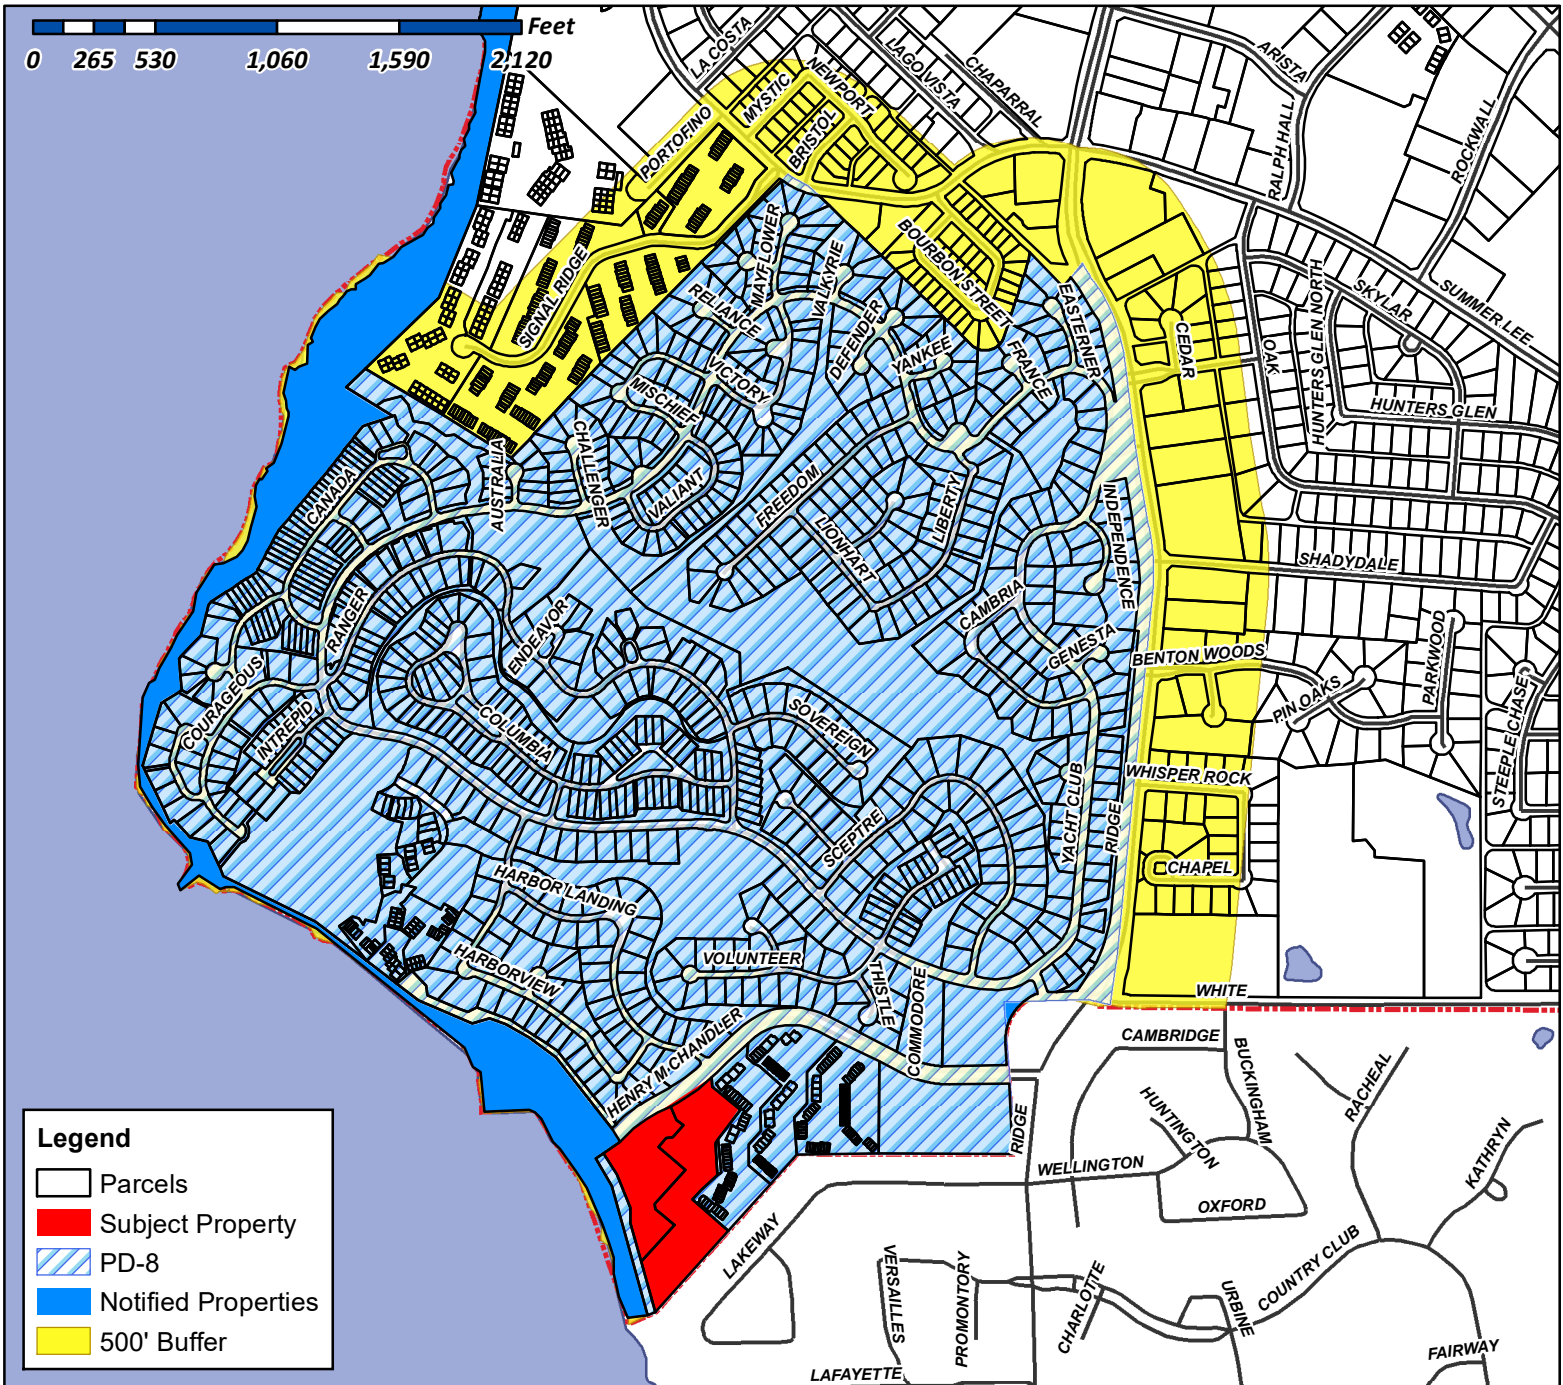 Feet
0 265 530 1,060 1,590 2,120
LA COSTA
LAGO VISTA
CHAPARRAL
ARISTA
RALPH HALL
ROCKWALL
MYSTIC
NEWPORT
PORTOFINO
BRISTOL
MAYFLOWER
VALKYRIE
BOURBON STREET
SIGNAL RIDGE
RELIANCE
DEFENDER
EASTERNER
HUNTERS GLEN NORTH
SKYLAR
SUMMER LEE
CEDAR
OAK
YANKEE
FRANCE
VICTORY
MISCHIEF
HUNTERS GLEN
AUSTRALIA
CHALLENGER
CANADA
VALIANT
FREEDOM
LIBERTY
LIONHART
INDEPENDENCE
SHADYDALE
RANGER
ENDEAVOR
CAMBRIA
GENESTA
BENTON WOODS
PIN OAKS
PARKWOOD
STEEPLECHASE
COURAGEOUS
INTREPID
COLUMBIA
SOVEREIGN
YACHT CLUB
RIDGE
WHISPER ROCK
SCEPTRE
CHAPEL
HARBOR LANDING
HARBORVIEW
VOLUNTEER
THISTLE
COMMODORE
WHITE
HENRY M CHANDLER
CAMBRIDGE
BUCKINGHAM
HUNTINGTON
RACHEAL
KATHRYN
RIDGE
WELLINGTON
OXFORD
LAKEWAY
VERSAILLES
PROMONTORY
CHARLOTTE
URBINE
COUNTRY CLUB
FAIRWAY
LAFAYETTE
Legend
Parcels
Subject Property
PD-8
Notified Properties
500' Buffer